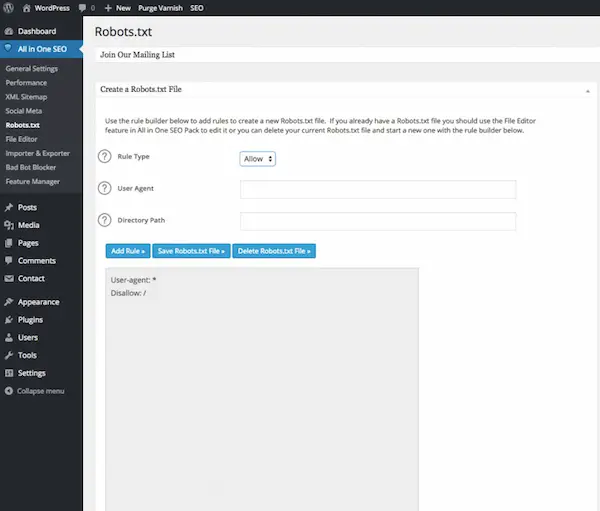 WordPress 0 + New Purge Varnish SEO
Dashboard
All in One SEO
General Settings
Performance
XML Sitemap
Social Meta
Robots.txt
File Editor
Importer & Exporter
Bad Bot Blocker
Feature Manager
Posts
Media
Pages
Comments
Contact
Appearance
Plugins
Users
Tools
Settings
Collapse menu
Robots.txt
Join Our Mailing List
Create a Robots.txt File
Use the rule builder below to add rules to create a new Robots.txt file. If you already have a Robots.txt file you should use the File Editor
feature in All in One SEO Pack to edit it or you can delete your current Robots.txt file and start a new one with the rule builder below.
? Rule Type Allow
? User Agent
? Directory Path
Add Rule » Save Robots.txt File » Delete Robots.txt File »
User-agent: *
Disallow: /